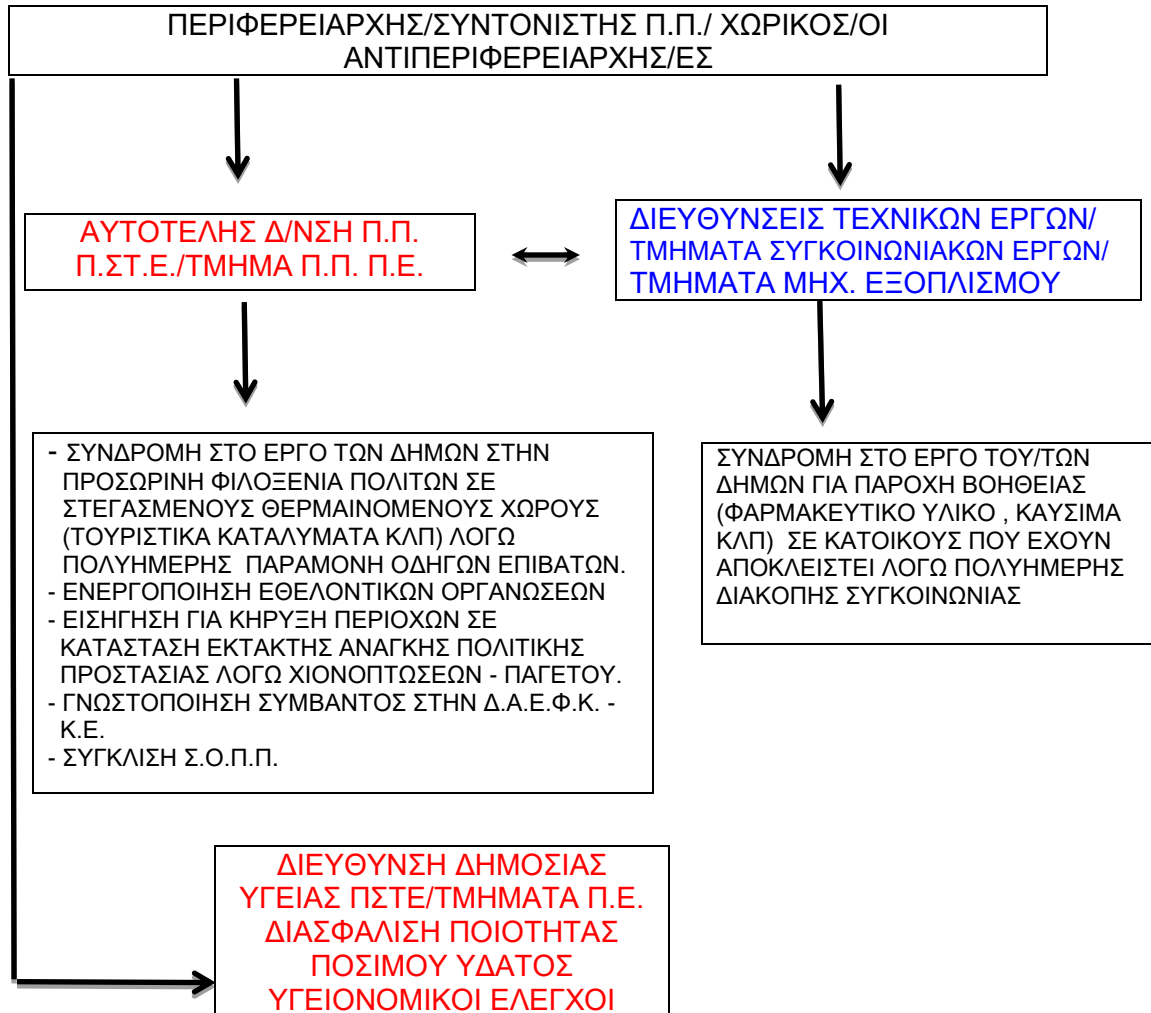 ΠΕΡΙΦΕΡΕΙΑΡΧΗΣ/ΣΥΝΤΟΝΙΣΤΗΣ Π.Π./ ΧΩΡΙΚΟΣ/ΟΙ
ΑΝΤΙΠΕΡΙΦΕΡΕΙΑΡΧΗΣ/ΕΣ
ΑΥΤΟΤΕΛΗΣ Δ/ΝΣΗ Π.Π.
Π.ΣΤ.Ε./ΤΜΗΜΑ Π.Π. Π.Ε.
ΔΙΕΥΘΥΝΣΕΙΣ ΤΕΧΝΙΚΩΝ ΕΡΓΩΝ/
ΤΜΗΜΑΤΑ ΣΥΓΚΟΙΝΩΝΙΑΚΩΝ ΕΡΓΩΝ/
ΤΜΗΜΑΤΑ ΜΗΧ. ΕΞΟΠΛΙΣΜΟΥ
- ΣΥΝΔΡΟΜΗ ΣΤΟ ΕΡΓΟ ΤΩΝ ΔΗΜΩΝ ΣΤΗΝ
ΠΡΟΣΩΡΙΝΗ ΦΙΛΟΞΕΝΙΑ ΠΟΛΙΤΩΝ ΣΕ
ΣΤΕΓΑΣΜΕΝΟΥΣ ΘΕΡΜΑΙΝΟΜΕΝΟΥΣ ΧΩΡΟΥΣ
(ΤΟΥΡΙΣΤΙΚΑ ΚΑΤΑΛΥΜΑΤΑ ΚΛΠ) ΛΟΓΩ
ΠΟΛΥΗΜΕΡΗΣ ΠΑΡΑΜΟΝΗ ΟΔΗΓΩΝ ΕΠΙΒΑΤΩΝ.
- ΕΝΕΡΓΟΠΟΙΗΣΗ ΕΘΕΛΟΝΤΙΚΩΝ ΟΡΓΑΝΩΣΕΩΝ
- ΕΙΣΗΓΗΣΗ ΓΙΑ ΚΗΡΥΞΗ ΠΕΡΙΟΧΩΝ ΣΕ
ΚΑΤΑΣΤΑΣΗ ΕΚΤΑΚΤΗΣ ΑΝΑΓΚΗΣ ΠΟΛΙΤΙΚΗΣ
ΠΡΟΣΤΑΣΙΑΣ ΛΟΓΩ ΧΙΟΝΟΠΤΩΣΕΩΝ - ΠΑΓΕΤΟΥ.
- ΓΝΩΣΤΟΠΟΙΗΣΗ ΣΥΜΒΑΝΤΟΣ ΣΤΗΝ Δ.Α.Ε.Φ.Κ. -
Κ.Ε.
- ΣΥΓΚΛΙΣΗ Σ.Ο.Π.Π.
ΣΥΝΔΡΟΜΗ ΣΤΟ ΕΡΓΟ ΤΟΥ/ΤΩΝ
ΔΗΜΩΝ ΓΙΑ ΠΑΡΟΧΗ ΒΟΗΘΕΙΑΣ
(ΦΑΡΜΑΚΕΥΤΙΚΟ ΥΛΙΚΟ , ΚΑΥΣΙΜΑ
ΚΛΠ) ΣΕ ΚΑΤΟΙΚΟΥΣ ΠΟΥ ΕΧΟΥΝ
ΑΠΟΚΛΕΙΣΤΕΙ ΛΟΓΩ ΠΟΛΥΗΜΕΡΗΣ
ΔΙΑΚΟΠΗΣ ΣΥΓΚΟΙΝΩΝΙΑΣ
ΔΙΕΥΘΥΝΣΗ ΔΗΜΟΣΙΑΣ
ΥΓΕΙΑΣ ΠΣΤΕ/ΤΜΗΜΑΤΑ Π.Ε.
ΔΙΑΣΦΑΛΙΣΗ ΠΟΙΟΤΗΤΑΣ
ΠΟΣΙΜΟΥ ΥΔΑΤΟΣ
ΥΓΕΙΟΝΟΜΙΚΟΙ ΕΛΕΓΧΟΙ